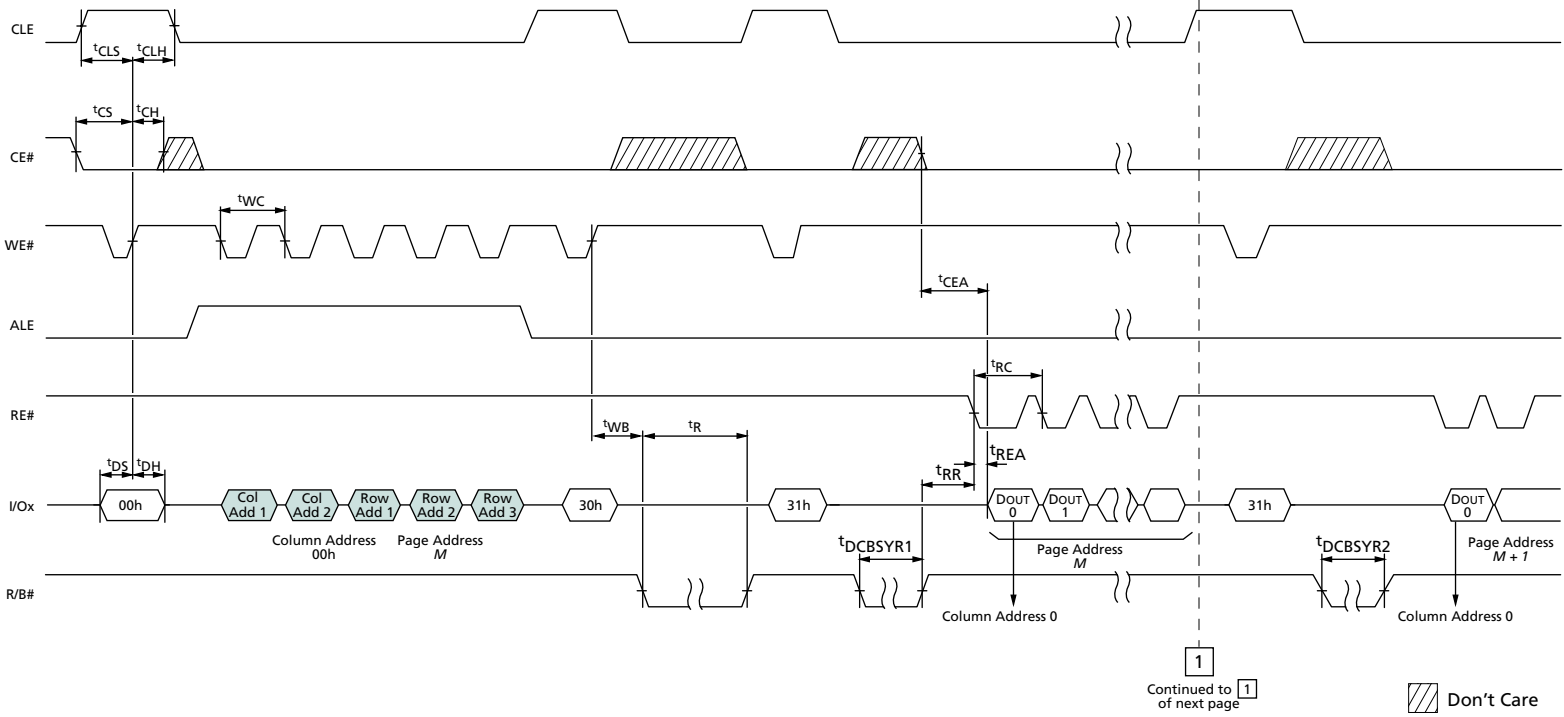 CLE
tCLS tCLH
tCS tCH
CE#
tWC
WE#
tCEA
ALE
tRC
RE#
tWB tR
tDS tDH
tRR tREA
I/Ox
00h
Col Add 1
Col Add 2
Row Add 1
Row Add 2
Row Add 3
30h
31h
DOUT 0
DOUT 1
31h
DOUT 0
Column Address 00h
Page Address M
tDCBSYR1
Page Address M
tDCBSYR2
Page Address M + 1
R/B#
Column Address 0
Column Address 0
1
Continued to 1 of next page
Don't Care